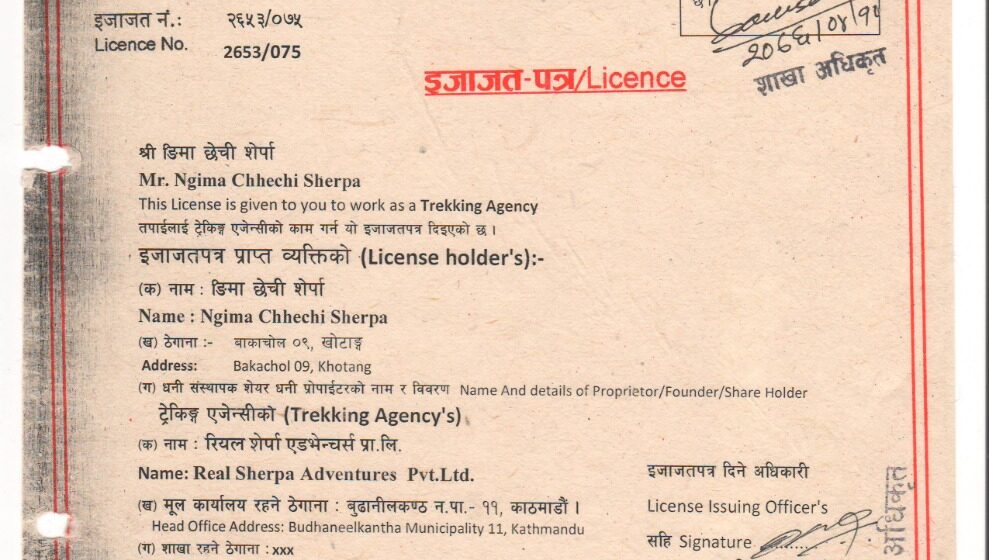 इजाजत नं.: २६५३/०७५
Licence No. 2653/075
शाखा अधिकृत
इजाजत-पत्र/Licence
श्री ङिमा छेची शेर्पा
Mr. Ngima Chhechi Sherpa
This License is given to you to work as a Trekking Agency
तपाईलाई ट्रेकिङ्ग एजेन्सीको काम गर्न यो इजाजतपत्र दिइएको छ ।
इजाजतपत्र प्राप्त व्यक्तिको (License holder's):-
(क) नाम : ङिमा छेची शेर्पा
Name : Ngima Chhechi Sherpa
(ख) ठेगाना :- बाकाचोल ०९, खोटाङ्ग
Address: Bakachol 09, Khotang
(ग) धनी संस्थापक शेयर धनी प्रोपाईटरको नाम र विवरण Name And details of Proprietor/Founder/Share Holder
ट्रेकिङ्ग एजेन्सीको (Trekking Agency's)
(क) नाम : रियल शेर्पा एडभेन्चर्स प्रा.लि.
Name: Real Sherpa Adventures Pvt.Ltd.
(ख) मूल कार्यालय रहने ठेगाना : बुढानीलकण्ठ न.पा.- ११, काठमाडौं ।
Head Office Address: Budhaneelkantha Municipality 11, Kathmandu
(ग) शाखा रहने ठेगाना : xxx
इजाजतपत्र दिने अधिकारी
License Issuing Officer's
सहि Signature ..........
अधिकृत